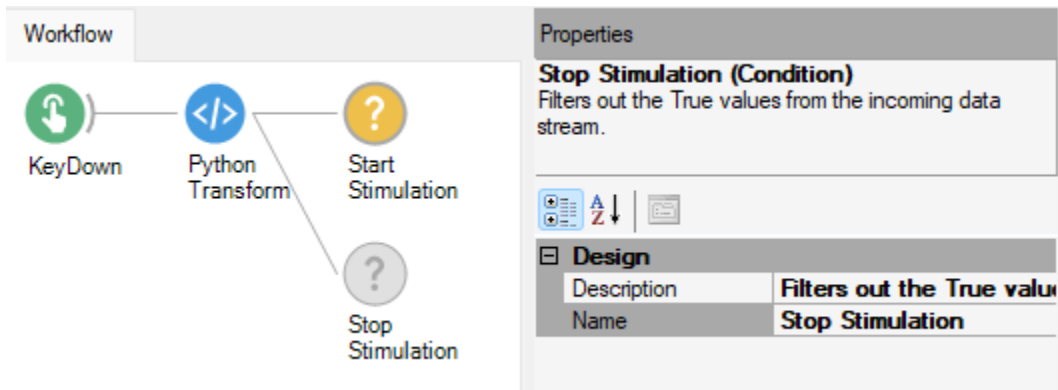 Workflow
KeyDown
</>
Python
Transform
?
Start
Stimulation
?
Stop
Stimulation
Properties
Stop Stimulation (Condition)
Filters out the True values from the incoming data
stream.
A
Z
Design
Description Filters out the True valu
Name Stop Stimulation